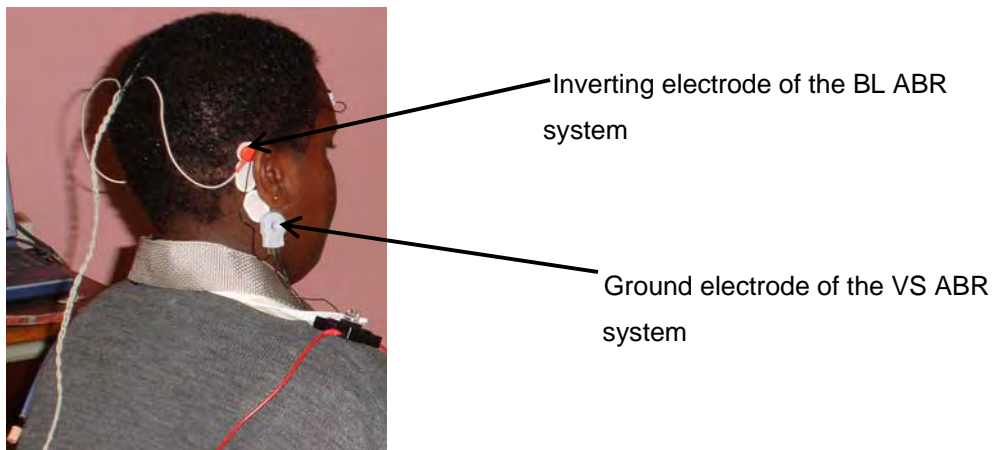 Inverting electrode of the BL ABR
system
Ground electrode of the VS ABR
system